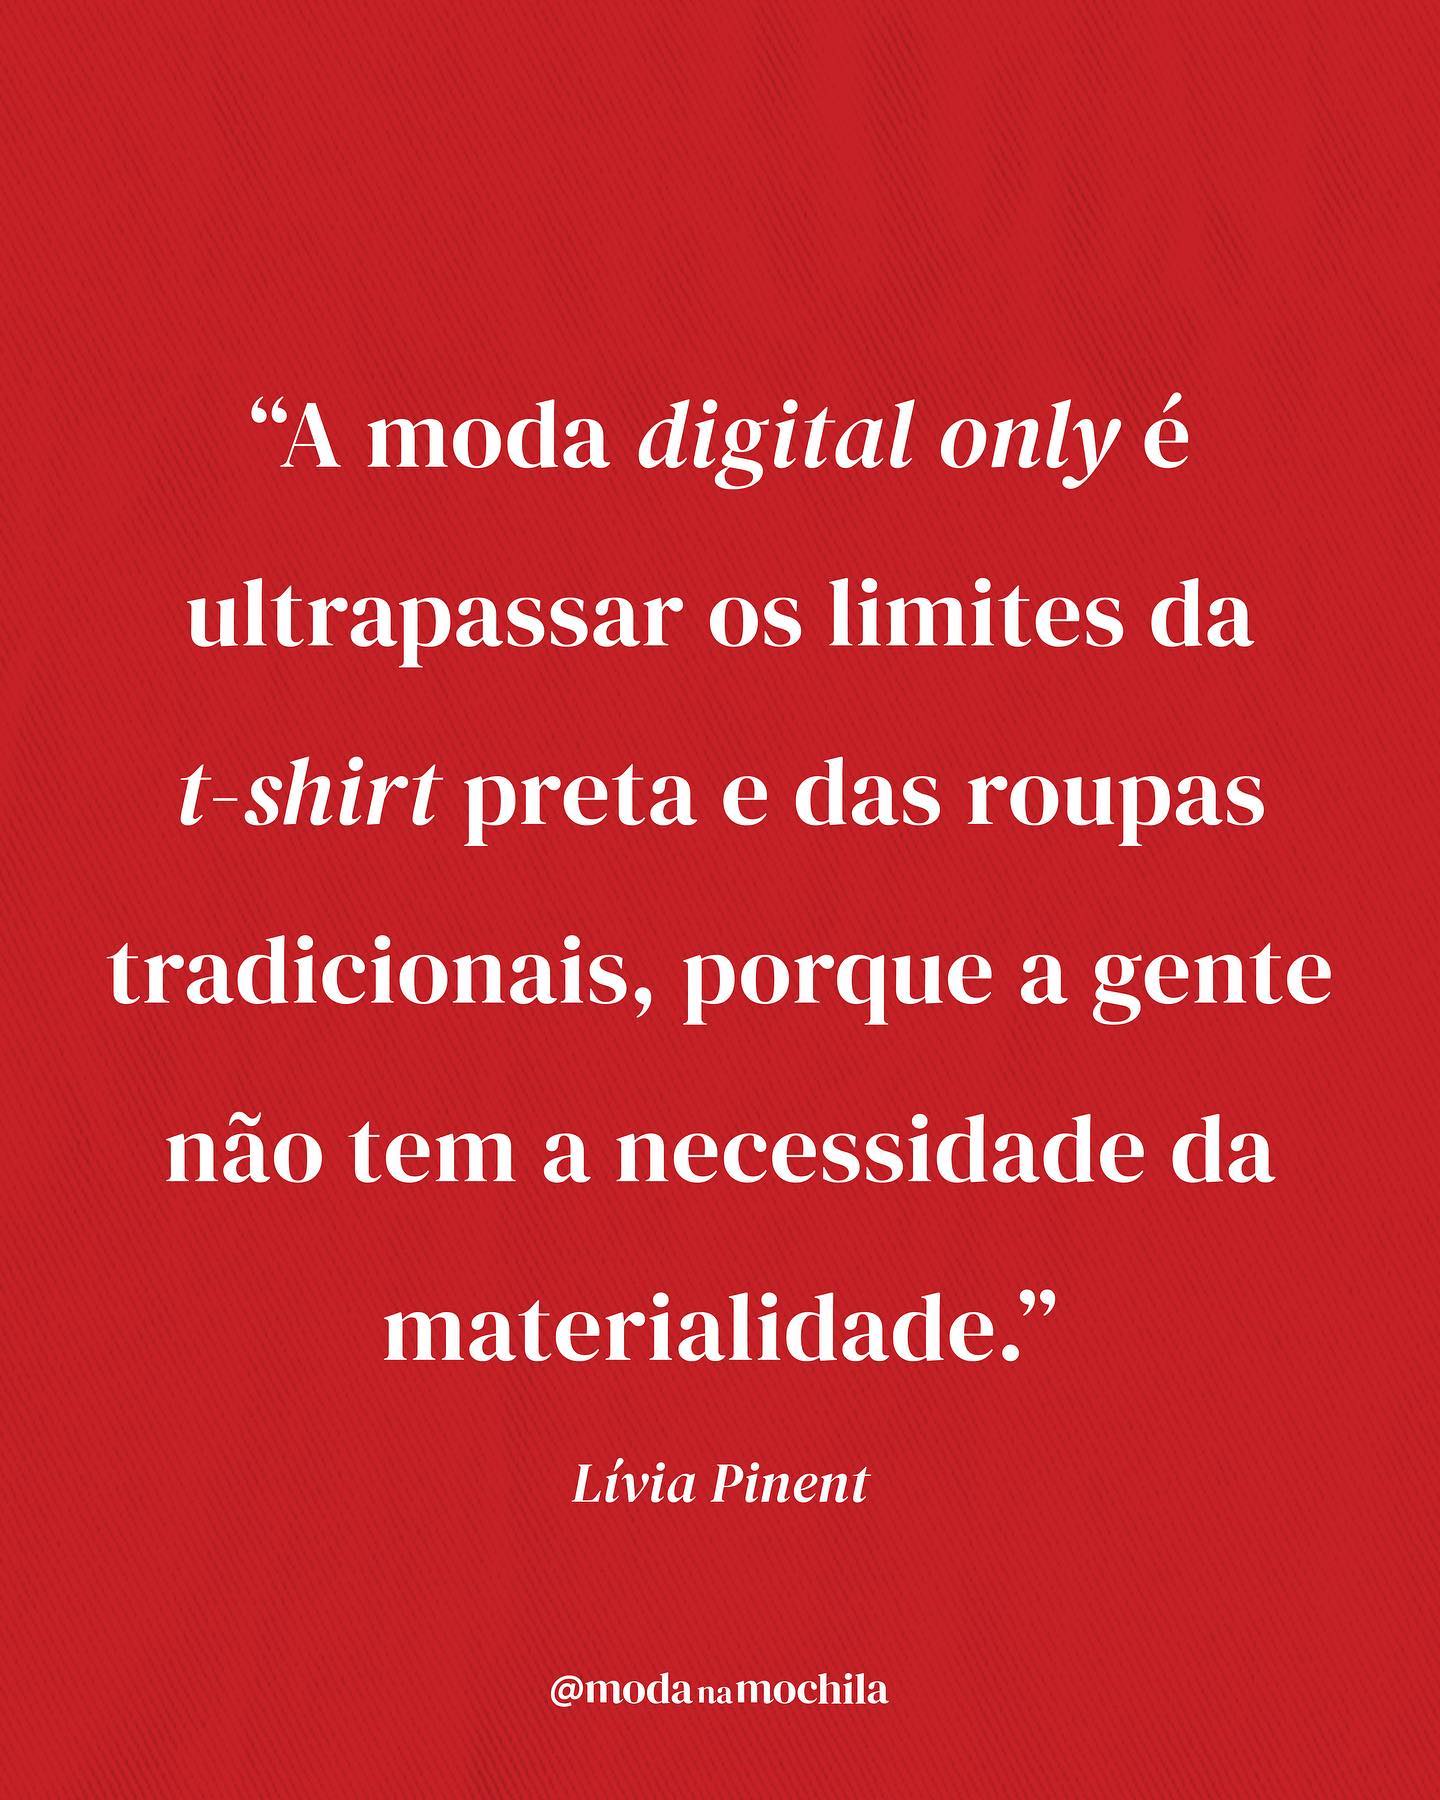 “A moda digital only é
ultrapassar os limites da
t-shirt preta e das roupas
tradicionais, porque a gente
não tem a necessidade da
materialidade.”
Lívia Pinent
@modanamochila